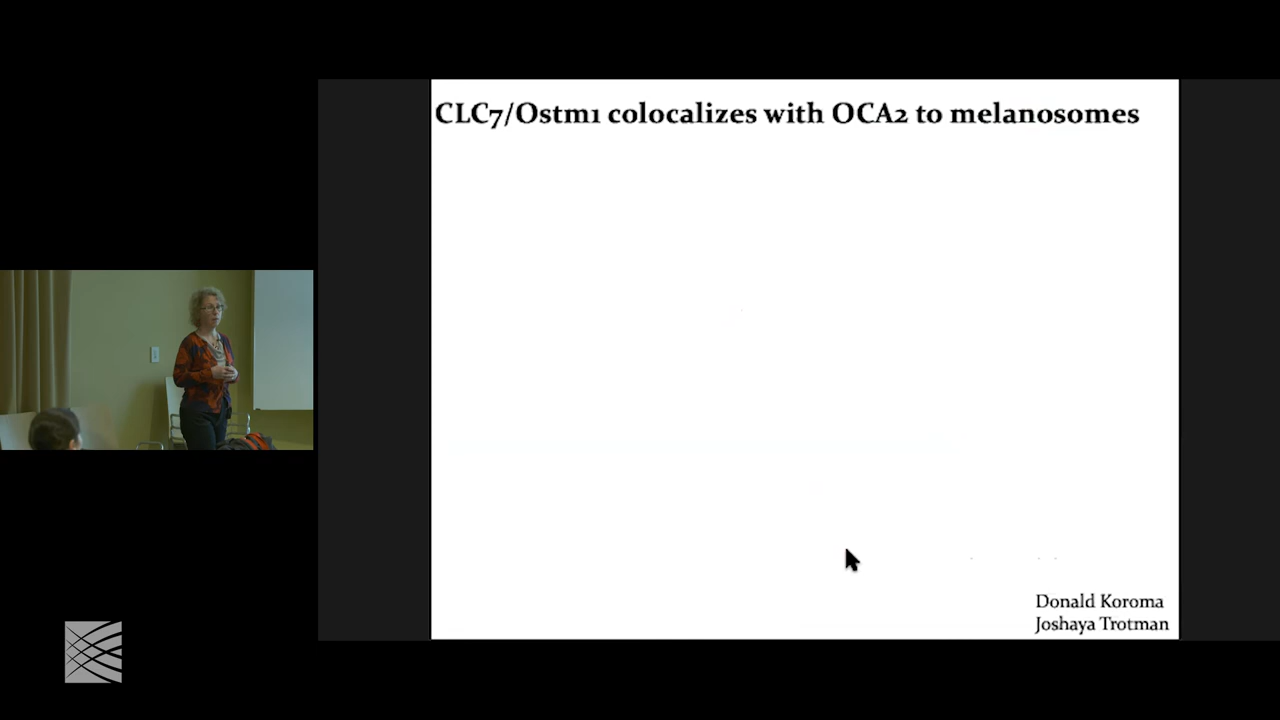 CLC7/Ostm1 colocalizes with OCA2 to melanosomes
Donald Koroma
Joshaya Trotman